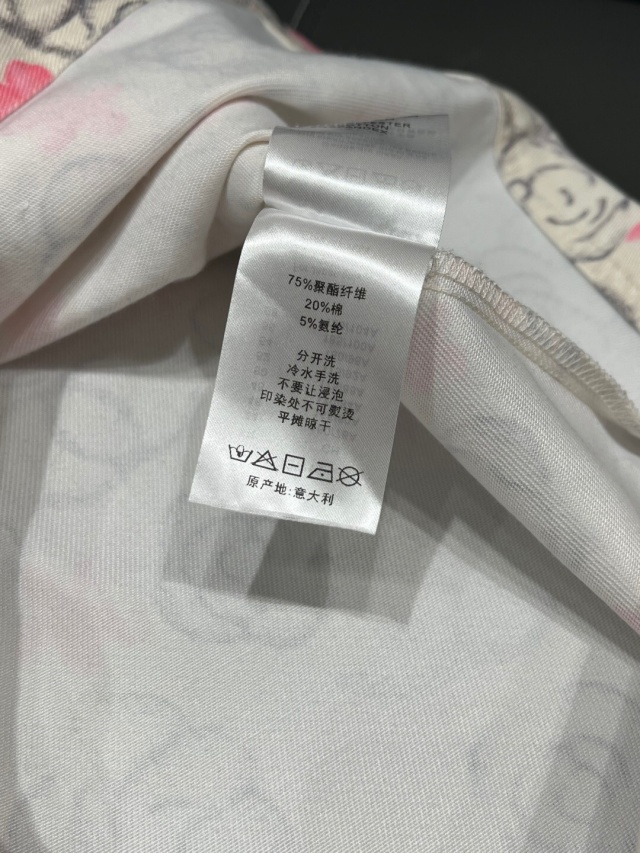 75%聚酯纤维
20%棉
5%氨纶
分开洗
冷水手洗
不要让浸泡
印染处不可熨烫
平摊晾干
原产地:意大利